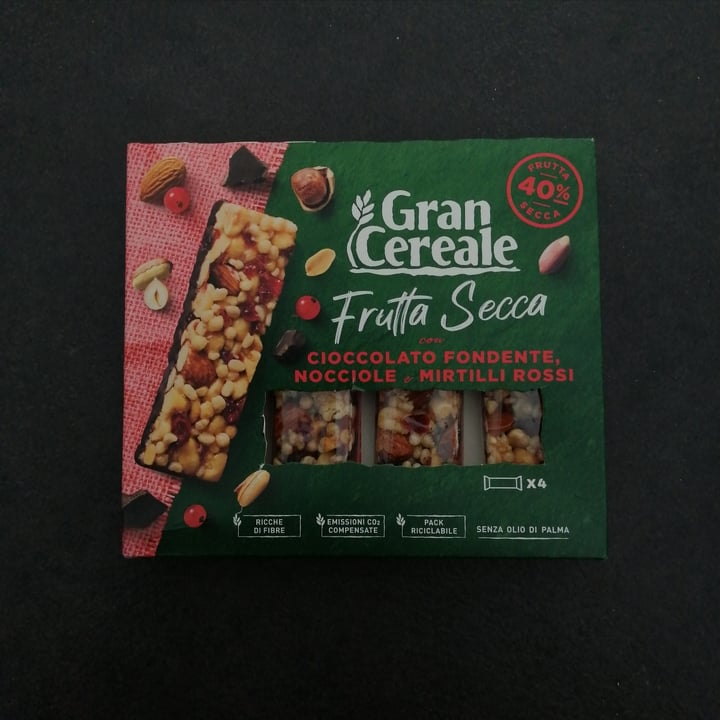 FRUTTA
40%
SECCA
Gran
Cereale
Frutta Secca
con
CIOCCOLATO FONDENTE,
NOCCIOLE e MIRTILLI ROSSI
X4
RICCHE
DI FIBRE
EMISSIONI CO₂
COMPENSATE
PACK
RICICLABILE
SENZA OLIO DI PALMA